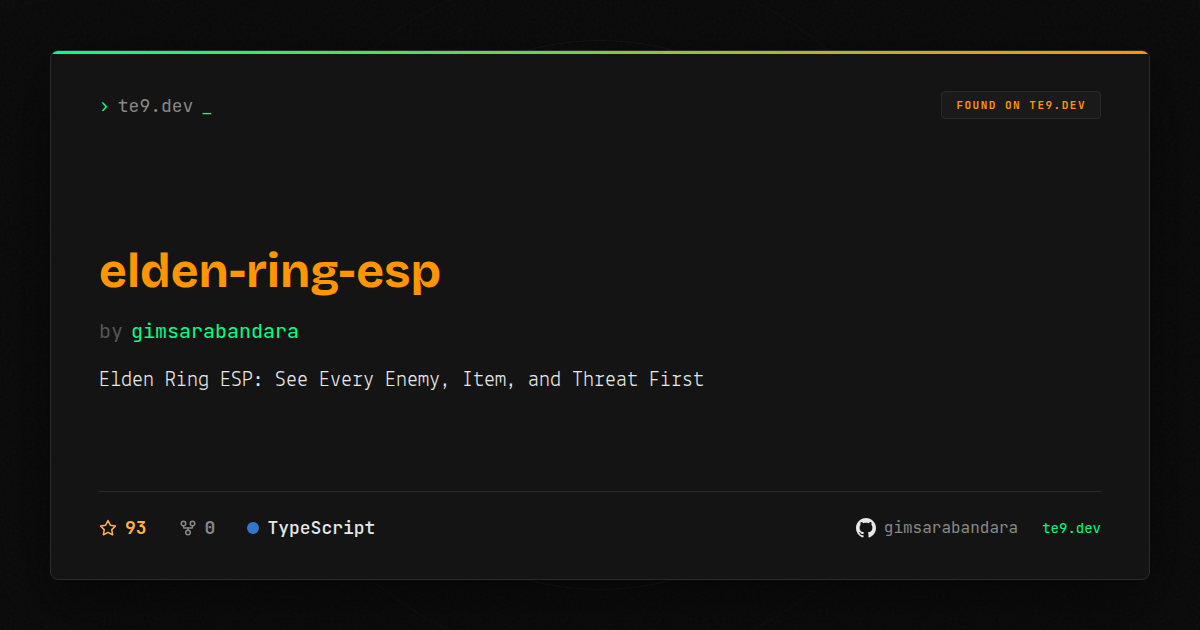 › te9.dev _
FOUND ON TE9.DEV
elden-ring-esp
by gimsarabandara
Elden Ring ESP: See Every Enemy, Item, and Threat First
93 0 TypeScript
gimsarabandara te9.dev